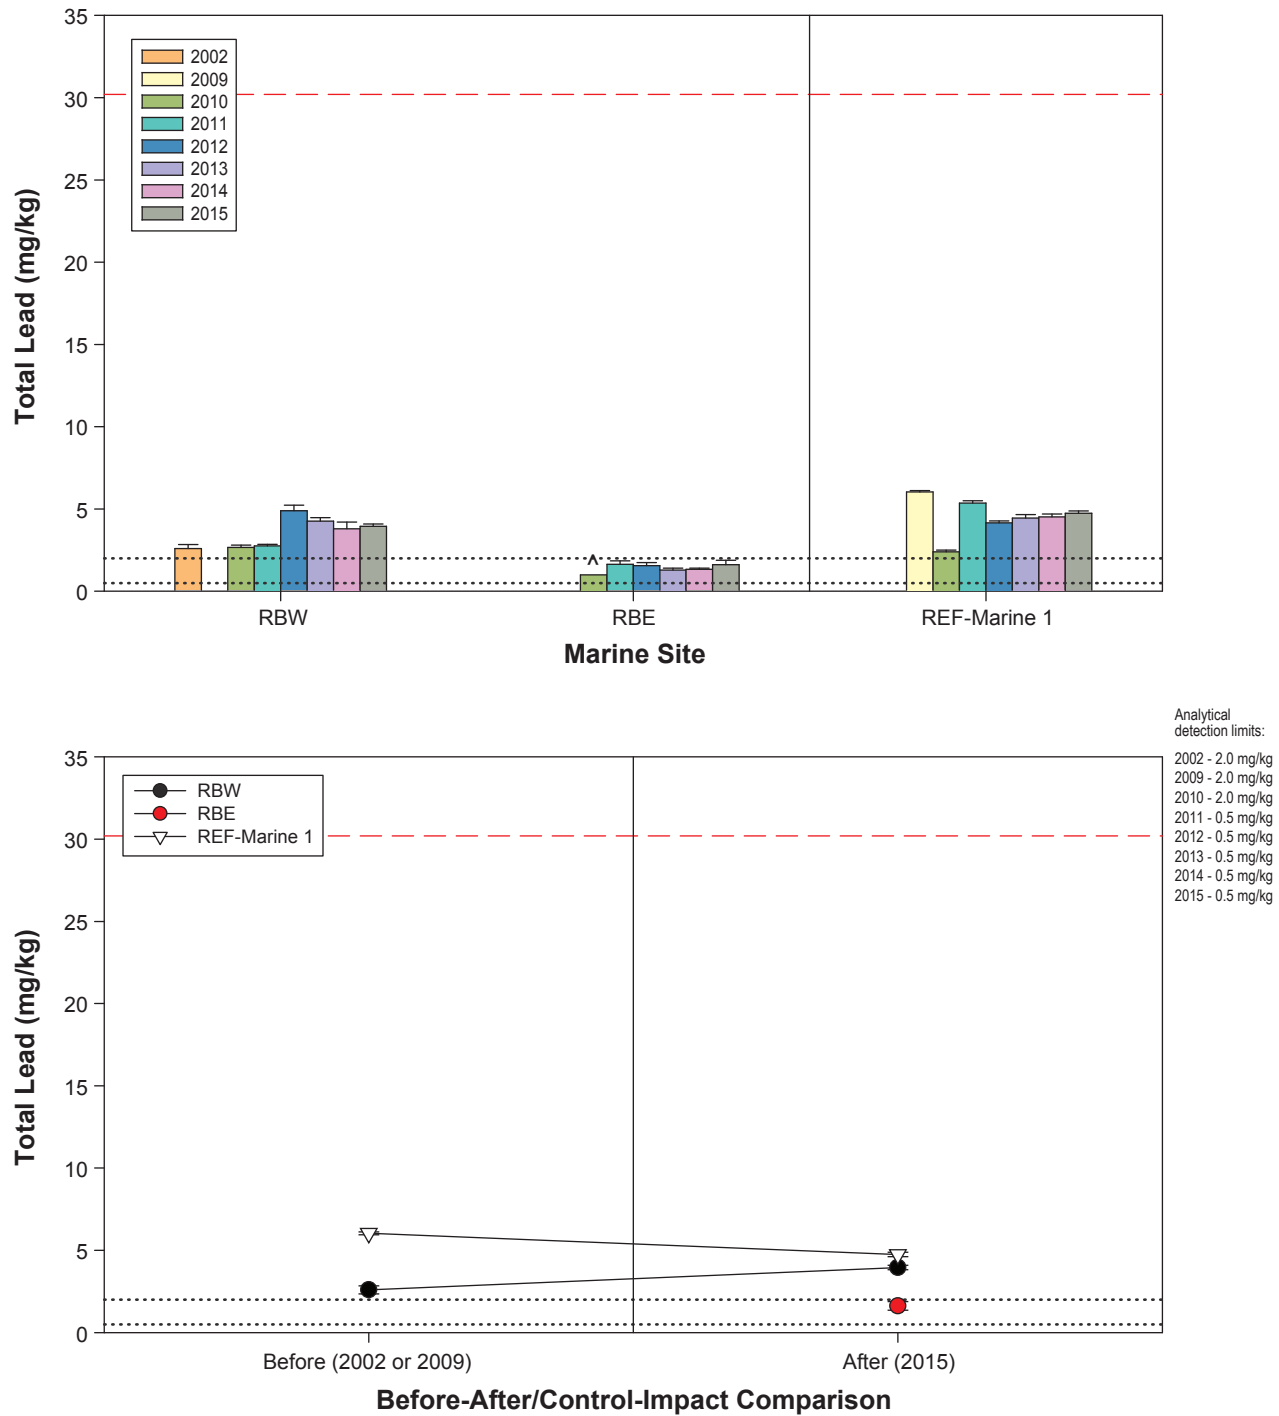 35
30
25
20
15
10
5
0
Total Lead (mg/kg)
2002
2009
2010
2011
2012
2013
2014
2015
^
RBW
RBE
REF-Marine 1
Marine Site
Analytical
detection limits:
2002 - 2.0 mg/kg
2009 - 2.0 mg/kg
2010 - 2.0 mg/kg
2011 - 0.5 mg/kg
2012 - 0.5 mg/kg
2013 - 0.5 mg/kg
2014 - 0.5 mg/kg
2015 - 0.5 mg/kg
35
30
25
20
15
10
5
0
Total Lead (mg/kg)
RBW
RBE
REF-Marine 1
Before (2002 or 2009)
After (2015)
Before-After/Control-Impact Comparison